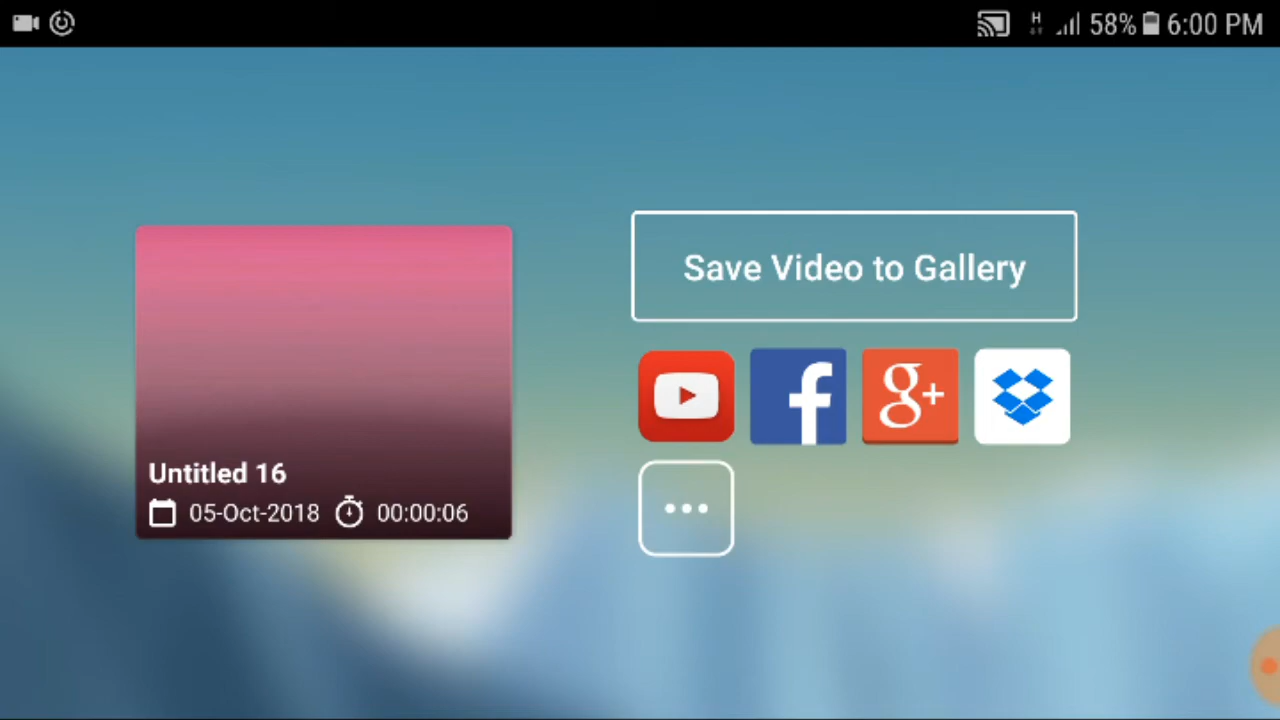 H 58% 6:00 PM
Save Video to Gallery
f g+
Untitled 16
05-Oct-2018 00:00:06